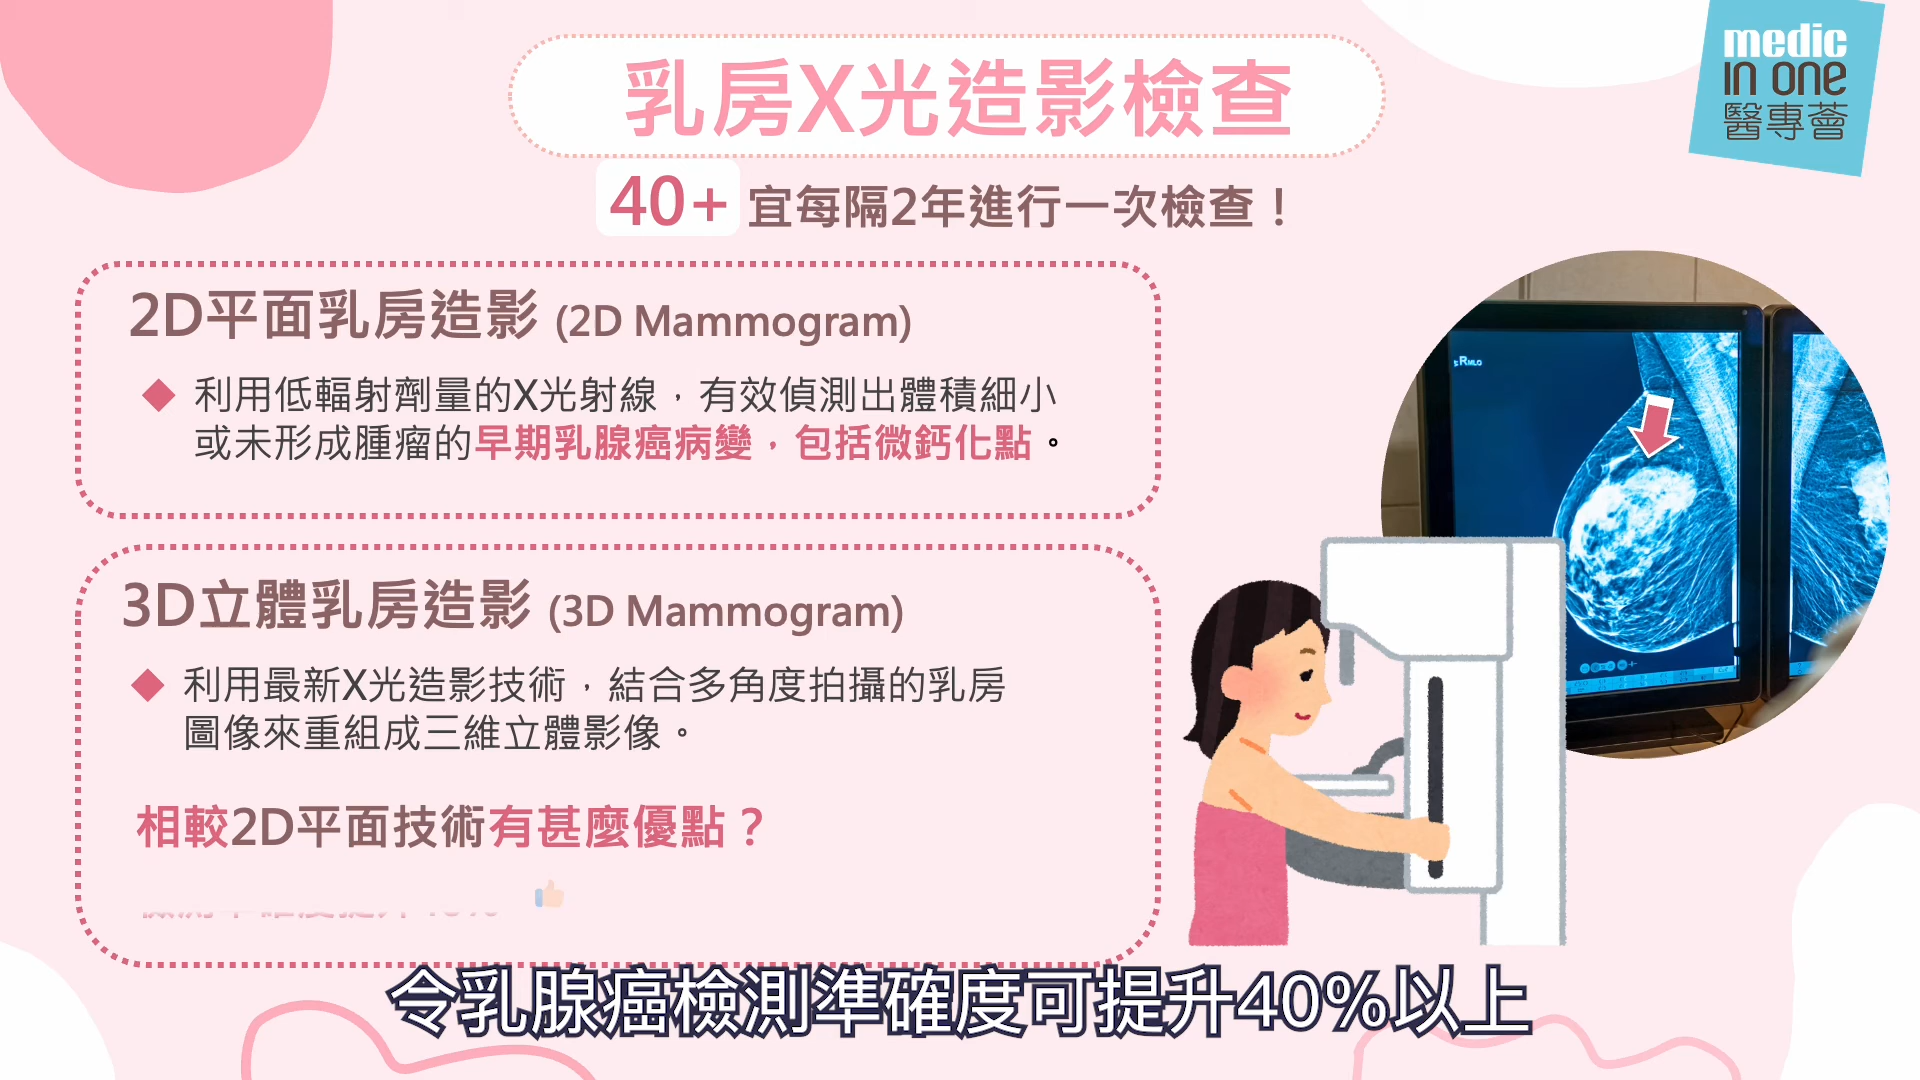 乳房X光造影檢查
medic
in one
醫專薈
40+ 宜每隔2年進行一次檢查！
2D平面乳房造影 (2D Mammogram)
利用低輻射劑量的X光射線，有效偵測出體積細小
或未形成腫瘤的早期乳腺癌病變，包括微鈣化點。
RMLO
3D立體乳房造影 (3D Mammogram)
利用最新X光造影技術，結合多角度拍攝的乳房
圖像來重組成三維立體影像。
相較2D平面技術有甚麼優點？
令乳腺癌檢測準確度可提升40%以上